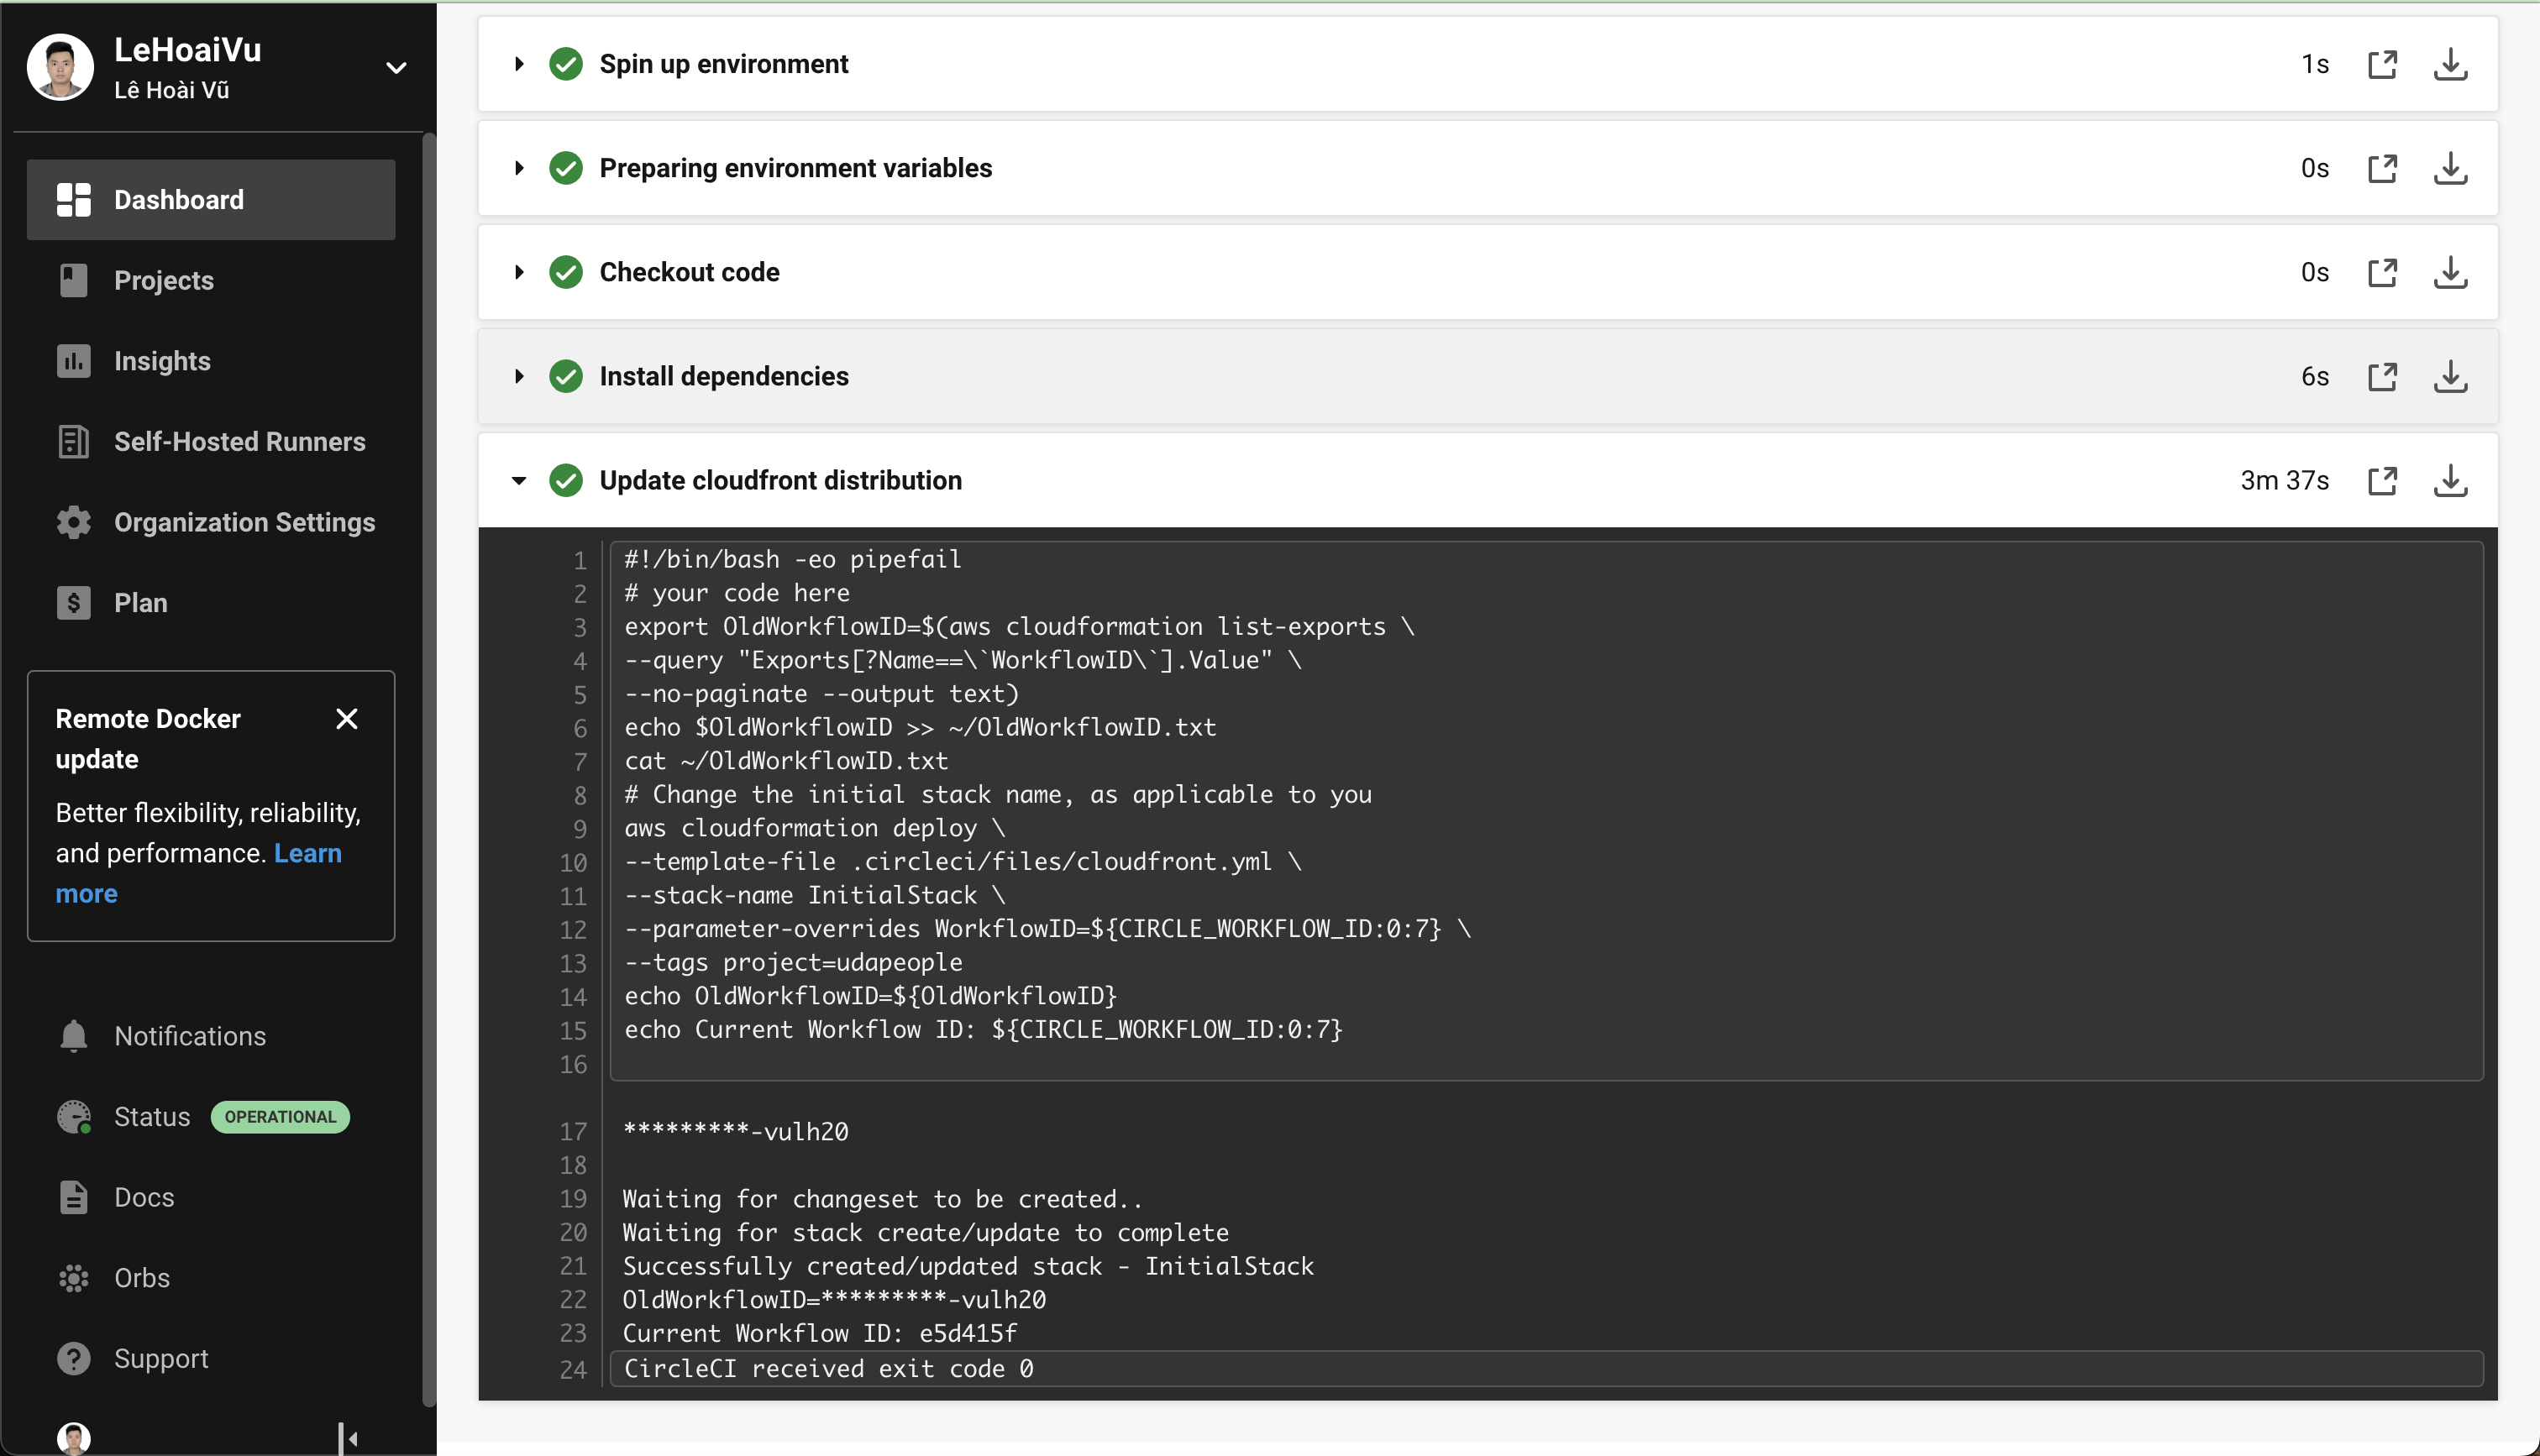 LeHoaiVu
Lê Hoài Vũ
Dashboard
Projects
Insights
Self-Hosted Runners
Organization Settings
Plan
Remote Docker
update
Better flexibility, reliability,
and performance. Learn
more
Notifications
Status OPERATIONAL
Docs
Orbs
Support
Spin up environment 1s
Preparing environment variables 0s
Checkout code 0s
Install dependencies 6s
Update cloudfront distribution 3m 37s
1 #!/bin/bash -eo pipefail
2 # your code here
3 export OldWorkflowID=$(aws cloudformation list-exports \
4 --query "Exports[?Name==\`WorkflowID\`].Value" \
5 --no-paginate --output text)
6 echo $OldWorkflowID >> ~/OldWorkflowID.txt
7 cat ~/OldWorkflowID.txt
8 # Change the initial stack name, as applicable to you
9 aws cloudformation deploy \
10 --template-file .circleci/files/cloudfront.yml \
11 --stack-name InitialStack \
12 --parameter-overrides WorkflowID=${CIRCLE_WORKFLOW_ID:0:7} \
13 --tags project=udapeople
14 echo OldWorkflowID=${OldWorkflowID}
15 echo Current Workflow ID: ${CIRCLE_WORKFLOW_ID:0:7}
16
17 *********-vulh20
18
19 Waiting for changeset to be created..
20 Waiting for stack create/update to complete
21 Successfully created/updated stack - InitialStack
22 OldWorkflowID=*********-vulh20
23 Current Workflow ID: e5d415f
24 CircleCI received exit code 0